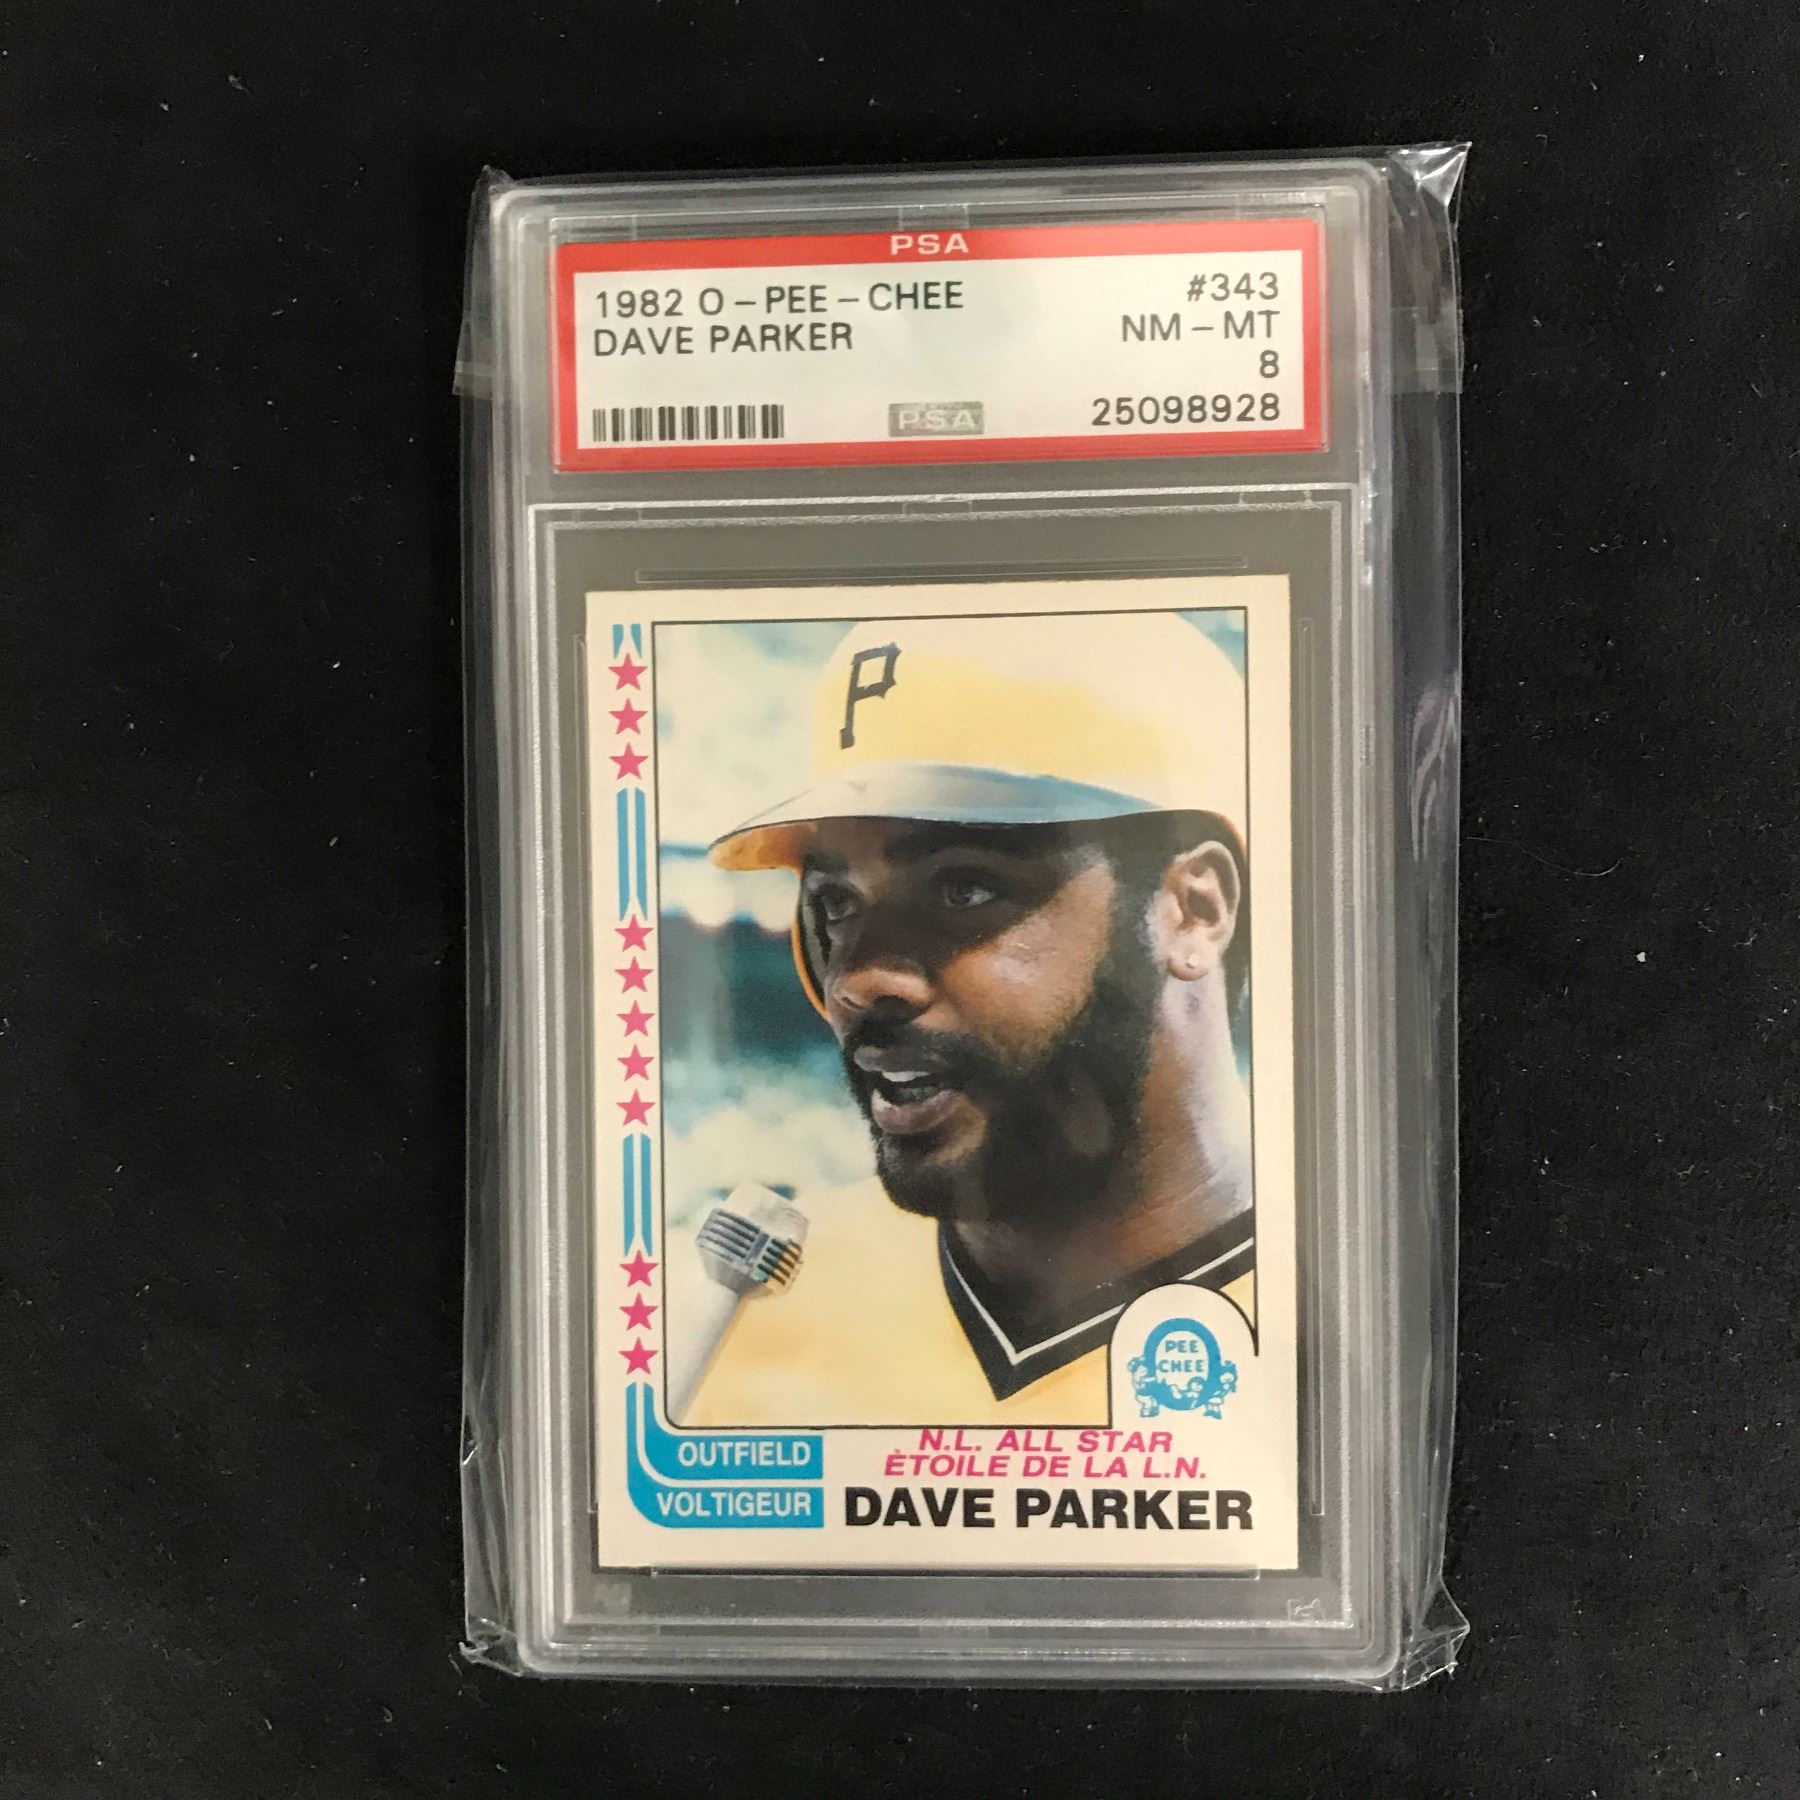 PSA
1982 O-PEE-CHEE #343
DAVE PARKER NM-MT
8
PSA 25098928
P
PEE
CHEE
OUTFIELD
VOLTIGEUR
N.L. ALL STAR
ÈTOILE DE LA L.N.
DAVE PARKER